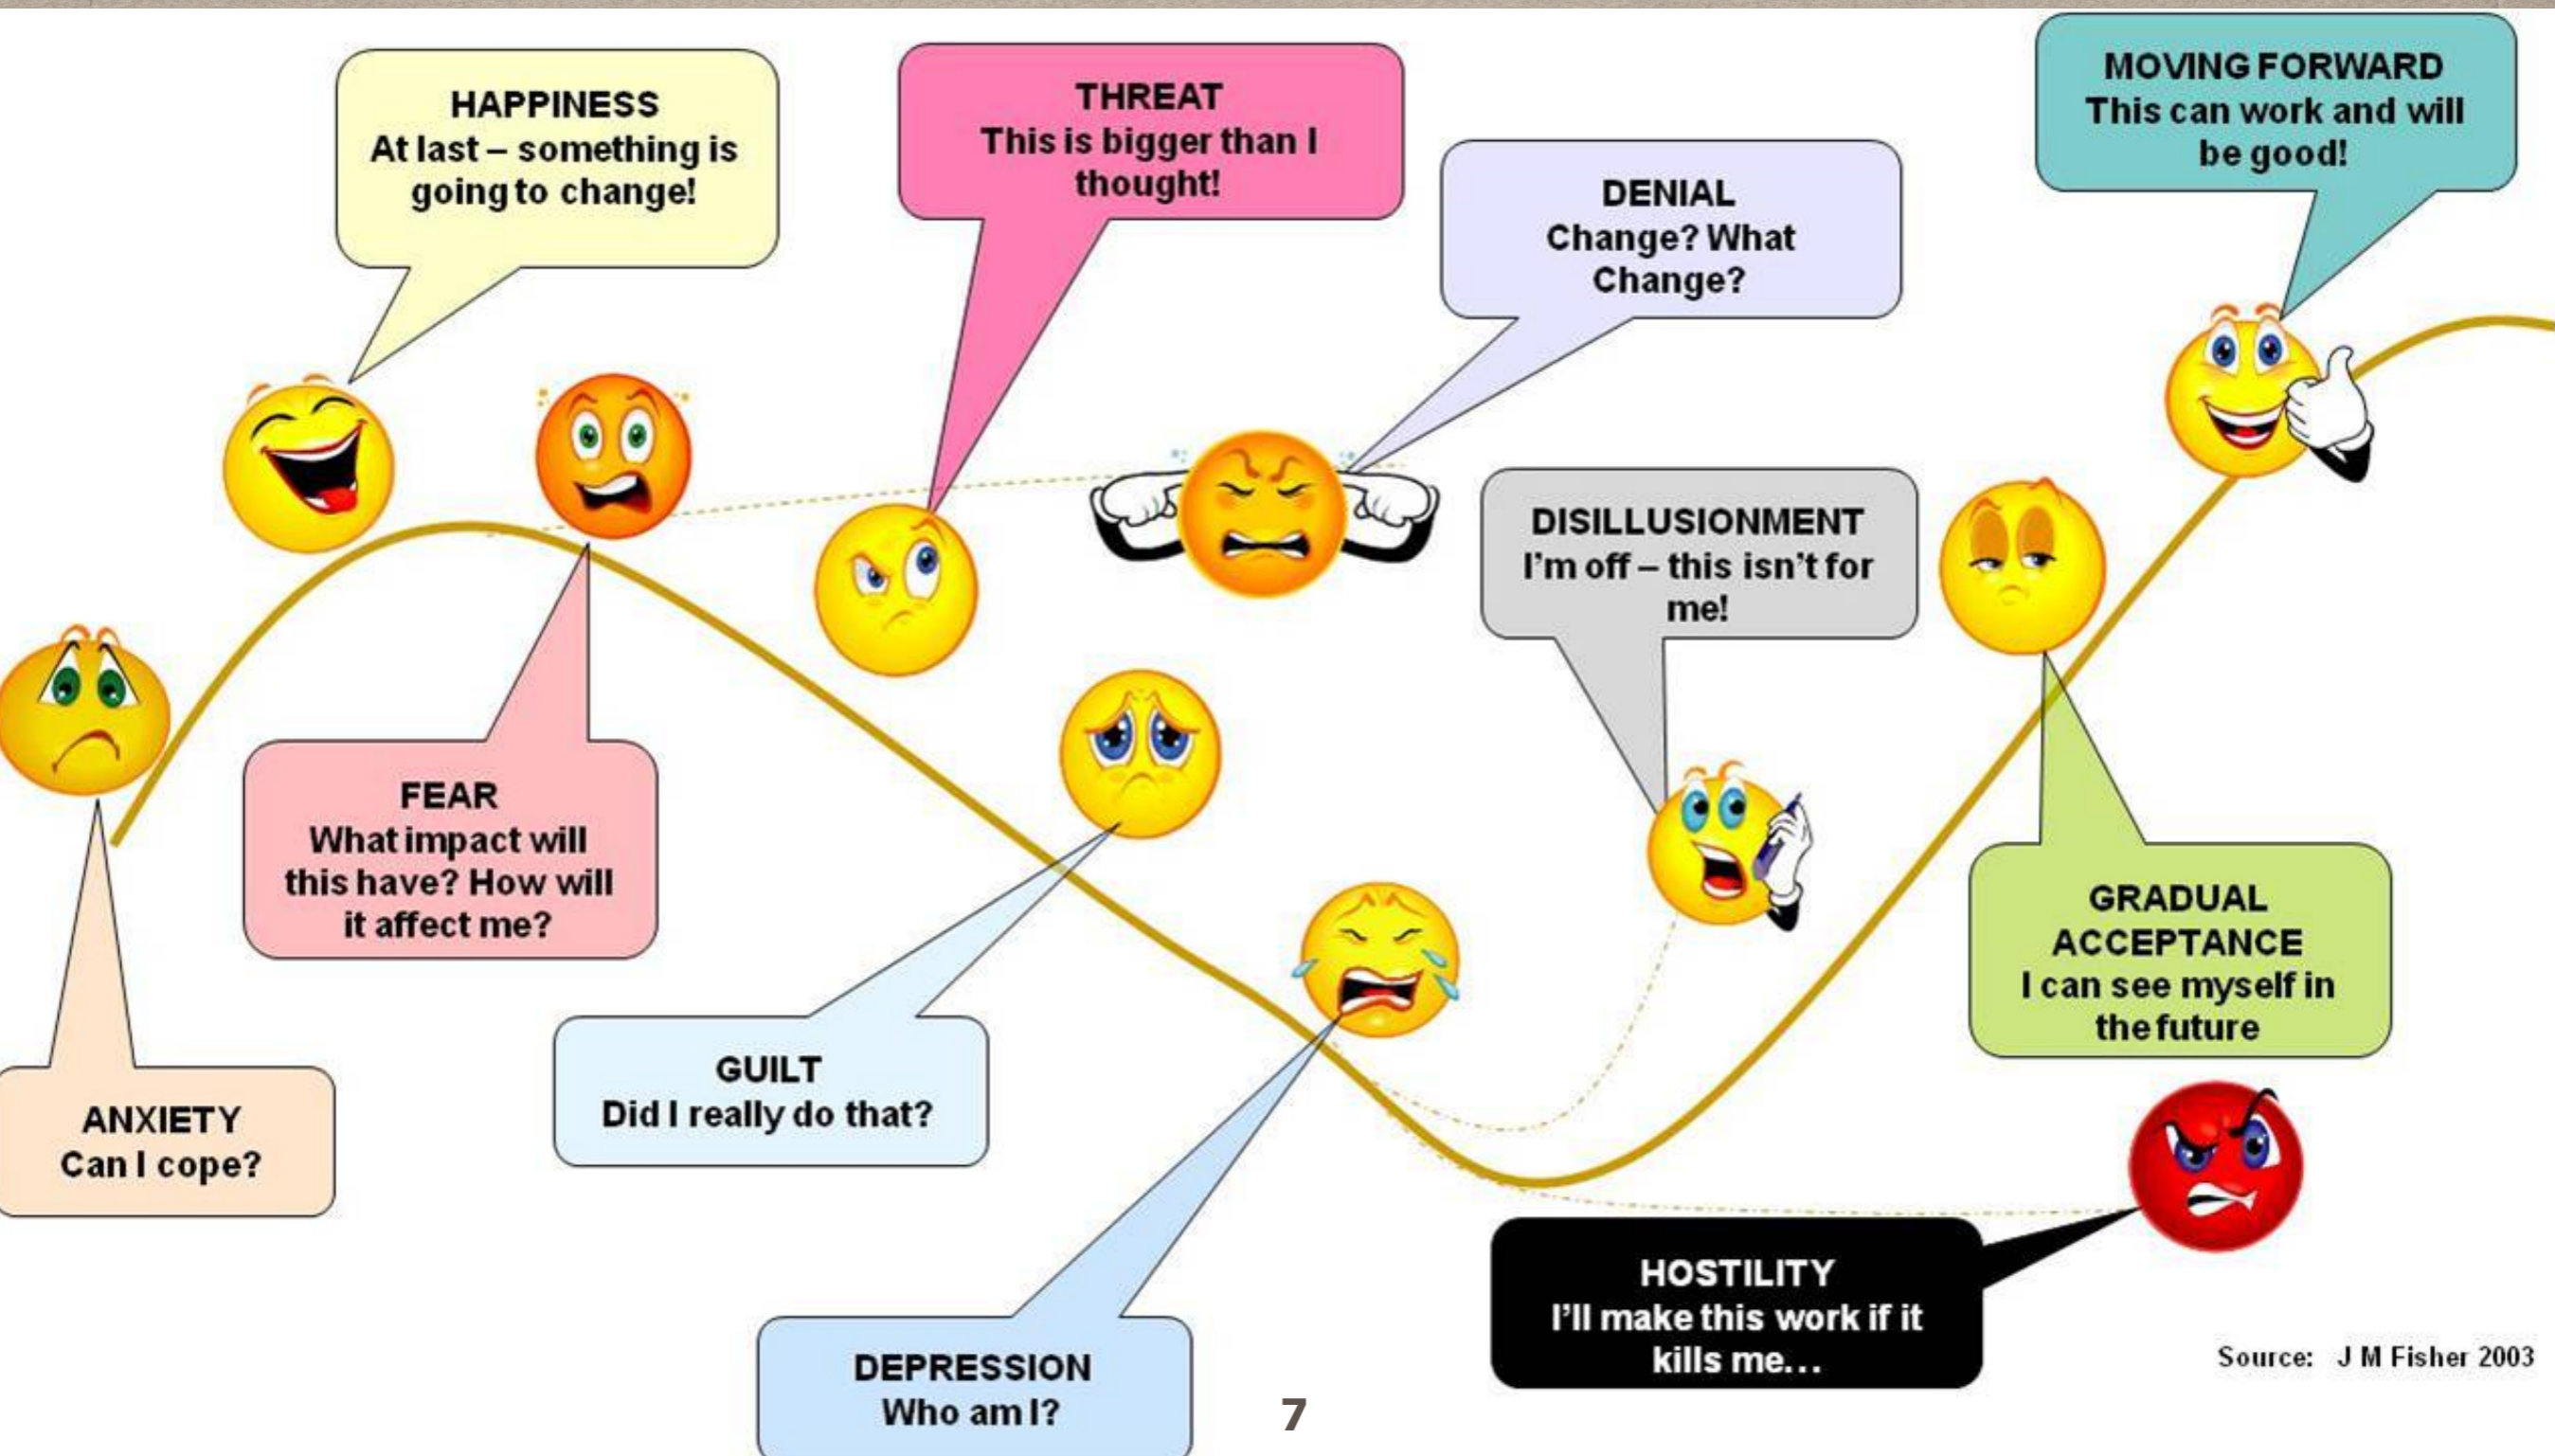 HAPPINESS
At last – something is
going to change!
THREAT
This is bigger than I
thought!
MOVING FORWARD
This can work and will
be good!
DENIAL
Change? What
Change?
DISILLUSIONMENT
I'm off – this isn't for
me!
FEAR
What impact will
this have? How will
it affect me?
GRADUAL
ACCEPTANCE
I can see myself in
the future
ANXIETY
Can I cope?
GUILT
Did I really do that?
HOSTILITY
I'll make this work if it
kills me...
DEPRESSION
Who am I?
Source: J M Fisher 2003
7